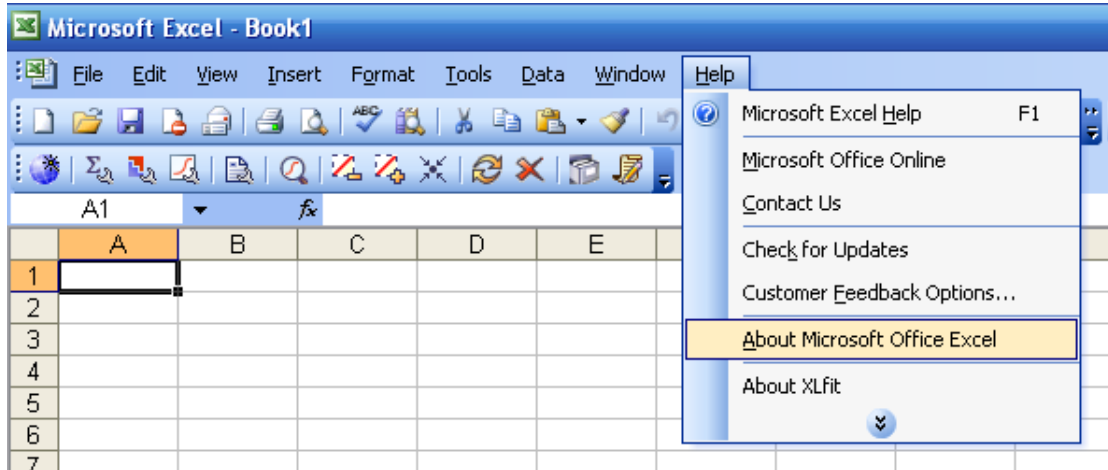 Microsoft Excel - Book1
File Edit View Insert Format Tools Data Window Help
ABC
Microsoft Excel Help F1
Microsoft Office Online
Contact Us
Check for Updates
Customer Feedback Options...
About Microsoft Office Excel
About XLfit
A1 fx
A B C D E
1
2
3
4
5
6
7